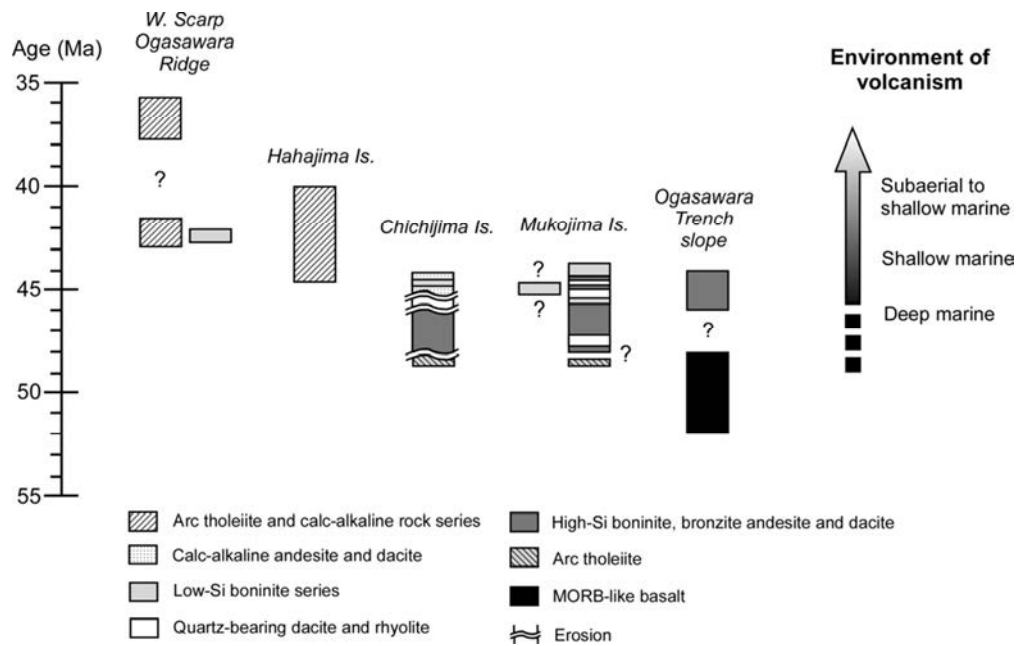 W. Scarp
Ogasawara
Ridge
Age (Ma)
Environment of
volcanism
35
Hahajima Is.
?
40
Ogasawara
Trench
slope
Subaerial to
shallow marine
Chichijima Is.
Mukojima Is.
Shallow marine
?
45
?
?
Deep marine
?
50
55
Arc tholeiite and calc-alkaline rock series
Calc-alkaline andesite and dacite
Low-Si boninite series
Quartz-bearing dacite and rhyolite
High-Si boninite, bronzite andesite and dacite
Arc tholeiite
MORB-like basalt
Erosion